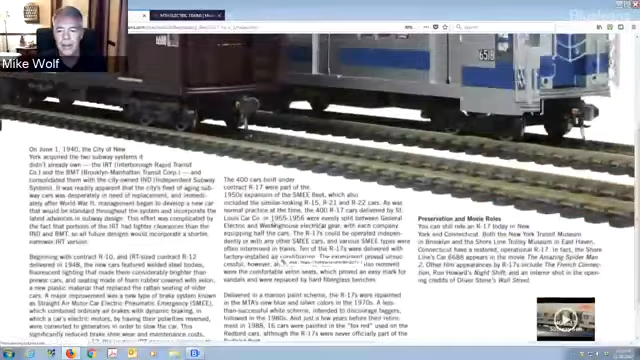 MTH ELECTRIC TRAINS | M
Search
Mike Wolf
6518
On June 1, 1940, the City of New
York acquired the two subway systems it
didn't already own — the IRT (Interborough Rapid Transit
Co.) and the BMT (Brooklyn-Manhattan Transit Corp.) — and
consolidated them with the city-owned IND (Independent Subway
System). It was readily apparent that the city's fleet of aging sub-
way cars was desperately in need of replacement, and immedi-
ately after World War II, management began to develop a new car
that would be standard throughout the system and incorporate the
latest advances in subway design. This effort was complicated by
the fact that portions of the IRT had tighter clearances than the
IND and BMT, so all future designs would incorporate a shorter,
narrower IRT version.
Beginning with contract R-10, and IRT-sized contract R-12
delivered in 1948, the new cars featured welded steel bodies,
fluorescent lighting that made them considerably brighter than
prewar cars, and seating made of foam rubber covered with velon,
a new plastic material that replaced the rattan seating of older
cars. A major improvement was a new type of brake system known
as Straight Air Motor Car Electric Pneumatic Emergency (SMEE),
which combined ordinary air brakes with dynamic braking, in
which a car's electric motors, by having their polarities reversed,
were converted to generators in order to slow the car. This
significantly reduced brake shoe wear and maintenance costs.
The 400 cars built under
contract R-17 were part of the
1950s expansion of the SMEE fleet, which also
included the similar-looking R-15, R-21 and R-22 cars. As was
normal practice at the time, the 400 R-17 cars delivered by St.
Louis Car Co. in 1955-1956 were evenly split between General
Electric and Westinghouse electrical gear, with each company
equipping half the cars. The R-17s could be operated independ-
ently or with any other SMEE cars, and various SMEE types were
often intermixed in trains. Ten of the R-17s were delivered with
factory-installed air conditioning. The equipment proved unsuc-
cessful, however, and was
removed
were the comfortable velon seats, which proved an easy mark for
vandals and were replaced by hard fiberglass benches.
Delivered in a maroon paint scheme, the R-17s were repainted
in the MTA's new blue and silver colors in the 1970s. A less-
than-successful white scheme, intended to discourage taggers,
followed in the 1980s. And just a few years before their retire-
ment in 1988, 16 cars were painted in the "fox red" used on the
Redbird cars, although the R-17s were never officially part of the
Preservation and Movie Roles
You can still ride an R-17 today in New
York and Connecticut. Both the New York Transit Museum
in Brooklyn and the Shore Line Trolley Museum in East Haven,
Connecticut have a restored, operational R-17. In fact, the Shore
Line's Car 6688 appears in the movie The Amazing Spider Man
2. Other film appearances by R-17s include The French Connec-
tion, Ron Howard's Night Shift, and an interior shot in the open-
ing credits of Oliver Stone's Wall Street.